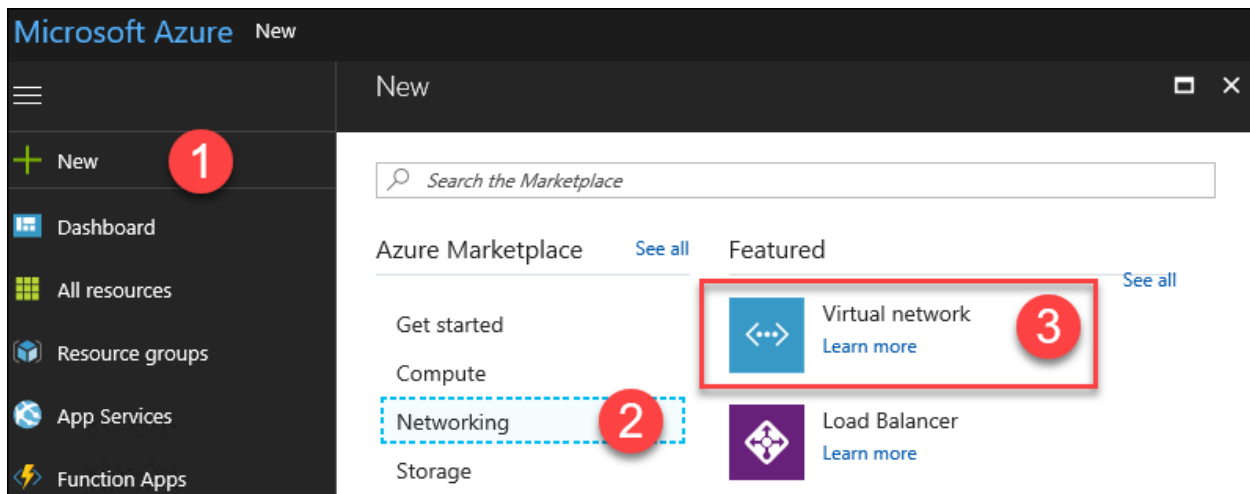 Microsoft Azure New
New
New
1
Search the Marketplace
Dashboard
All resources
Resource groups
App Services
Function Apps
Azure Marketplace See all
Get started
Compute
Networking
2
Storage
Featured
See all
Virtual network
Learn more
3
Load Balancer
Learn more